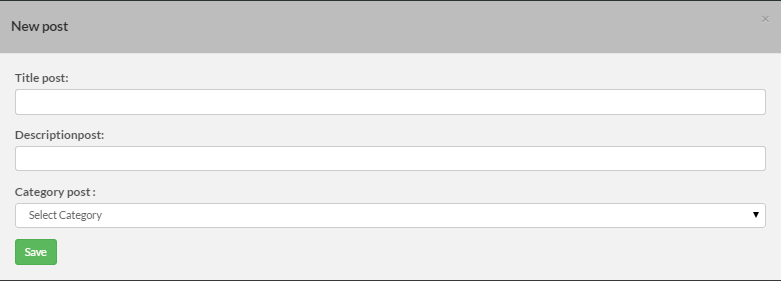 New post
×
Title post:
Descriptionpost:
Category post :
Select Category
Save